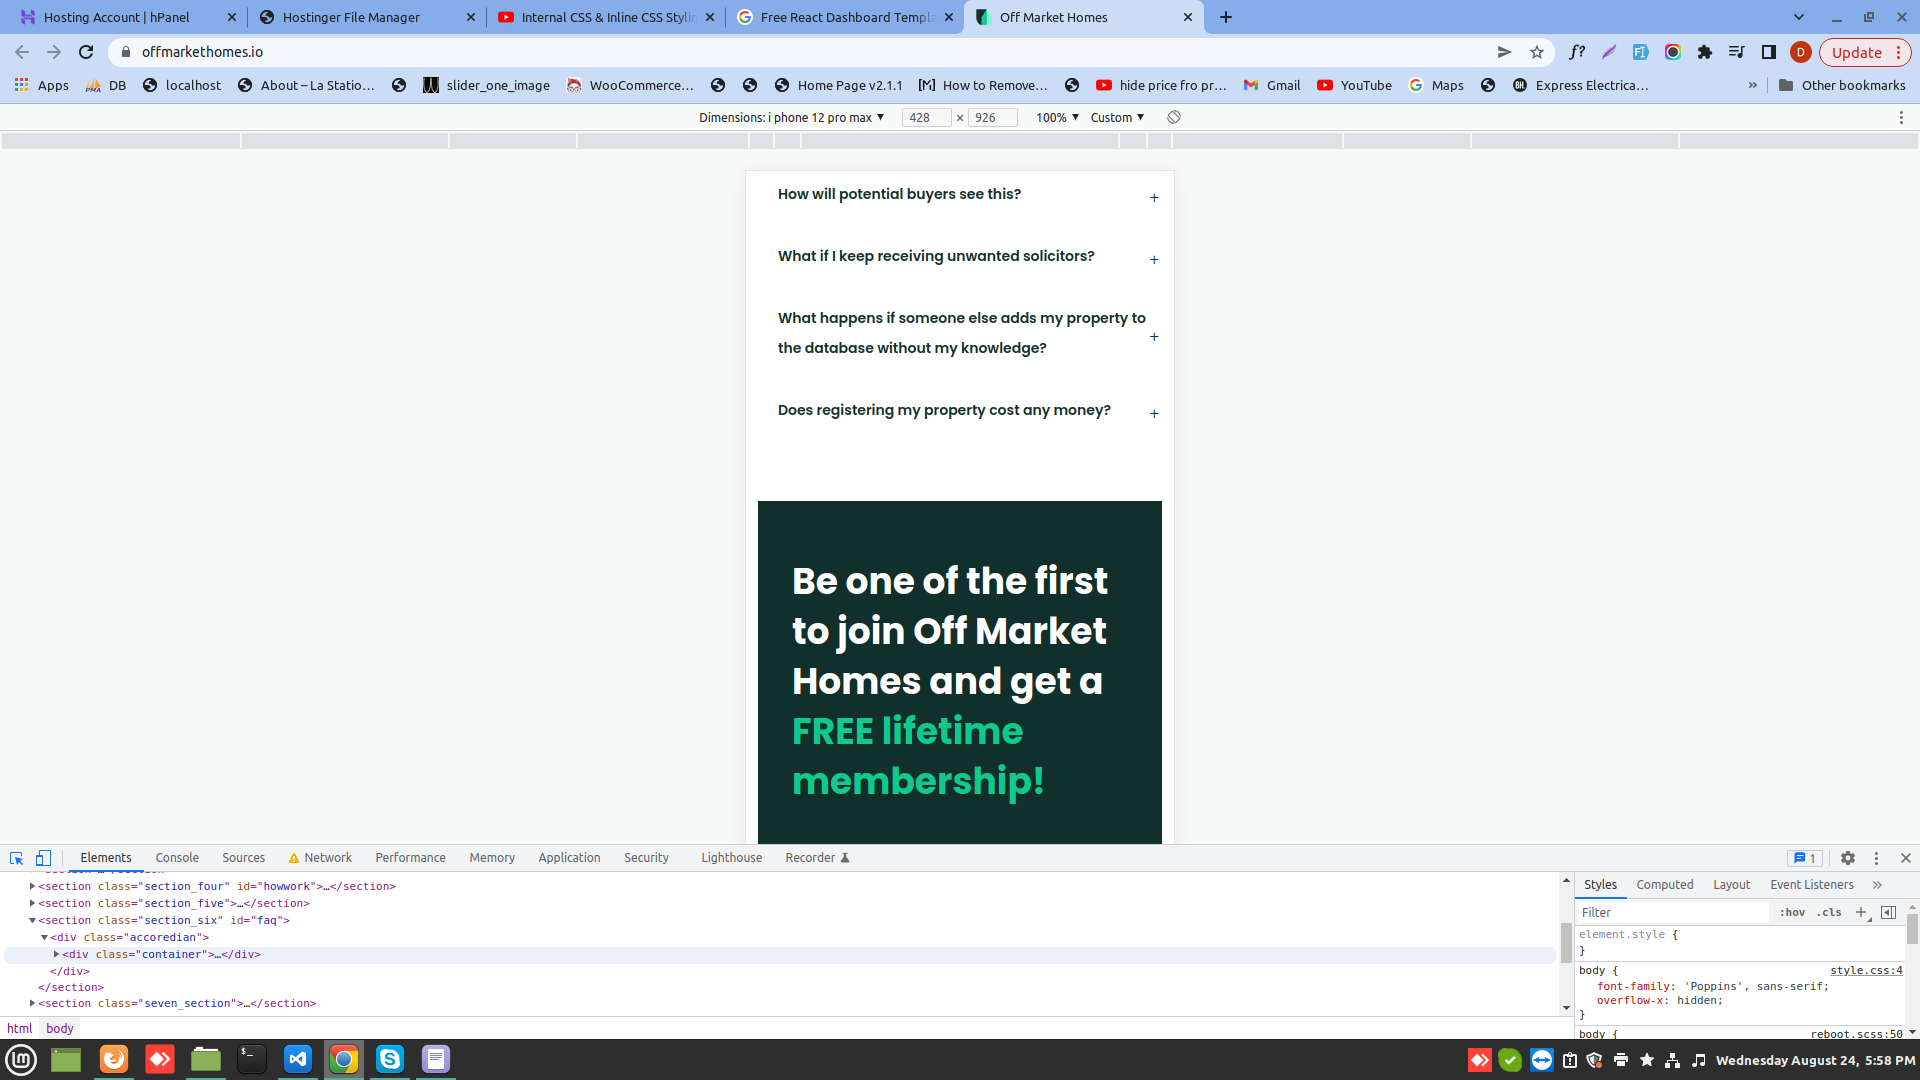 Hosting Account | hPanel
Hostinger File Manager
Internal CSS & Inline CSS Stylin
Free React Dashboard Templa
Off Market Homes
offmarkethomes.io
f?
D
Update
Apps
DB
localhost
About – La Statio…
slider_one_image
WooCommerce…
Home Page v2.1.1
[M] How to Remove…
hide price fro pr…
Gmail
YouTube
Maps
BH
Express Electrica…
»
Other bookmarks
Dimensions: i phone 12 pro max ▼
428 × 926
100% ▼
Custom ▼
How will potential buyers see this? +
What if I keep receiving unwanted solicitors? +
What happens if someone else adds my property to
the database without my knowledge? +
Does registering my property cost any money? +
Be one of the first
to join Off Market
Homes and get a
FREE lifetime
membership!
Elements
Console
Sources
Network
Performance
Memory
Application
Security
Lighthouse
Recorder
1
<section class="section_four" id="howwork">…</section>
<section class="section_five">…</section>
<section class="section_six" id="faq">
<div class="accoredian">
<div class="container">…</div>
</div>
</section>
<section class="seven_section">…</section>
html body
Styles
Computed
Layout
Event Listeners
»
Filter
:hov .cls +
element.style {
}
body { style.css:4
font-family: 'Poppins', sans-serif;
overflow-x: hidden;
}
body { reboot.scss:50
Wednesday August 24, 5:58 PM